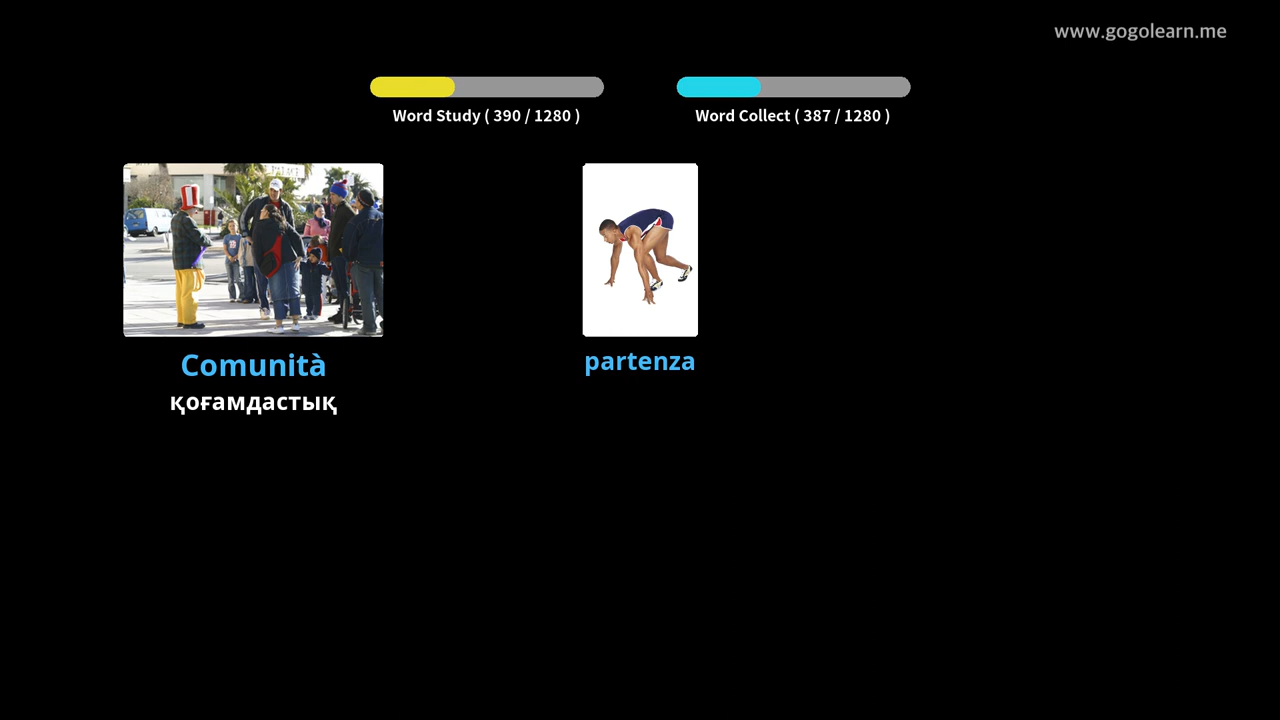 www.gogolearn.me
Word Study ( 390 / 1280 )
Word Collect ( 387 / 1280 )
Comunità
қоғамдастық
partenza